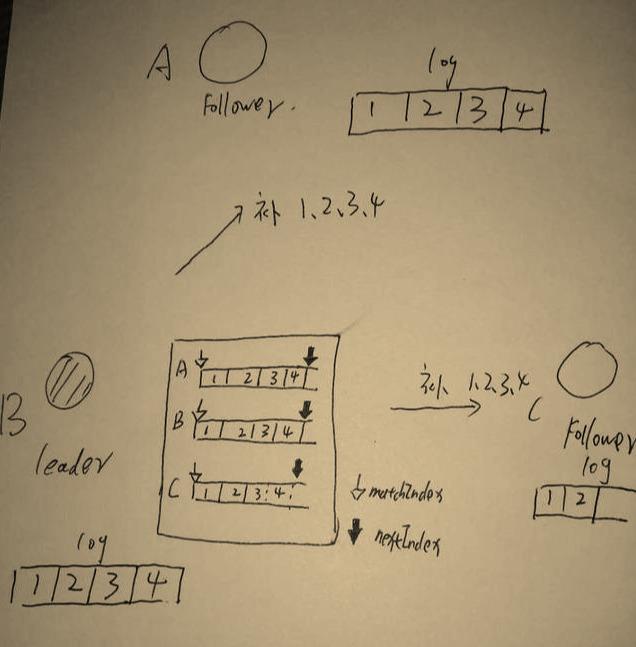 A
Follower.
log
1 2 3 4
补 1、2、3、4
B
leader
log
1 2 3 4
A 1 2 3 4
B 1 2 3 4
C 1 2 3 4
matchIndex
nextIndex
补 1、2、3、4
C
Follower
log
1 2